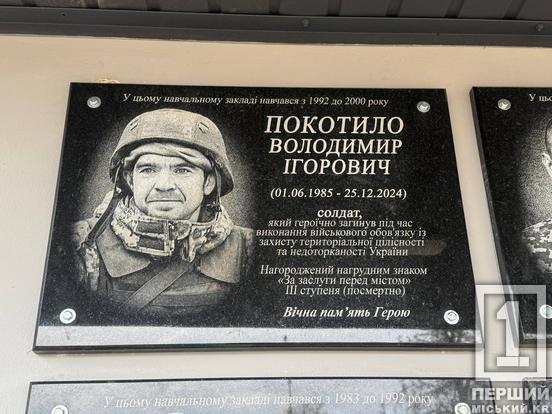 У цьому навчальному закладі навчався з 1992 до 2000 року
ПОКОТИЛО
ВОЛОДИМИР
ІГОРОВИЧ
(01.06.1985 - 25.12.2024)
солдат,
який героїчно загинув під час
виконання військового обов'язку із
захисту територіальної цілісності
та недоторканості України
Нагороджений нагрудним знаком
«За заслуги перед містом»
ІІІ ступеня (посмертно)
Вічна пам'ять Герою
У ць
У цьому навчальному закладі навчався з 1983 до 1992 року
1
ПЕРШИЙ
МІСЬКИЙ.КР